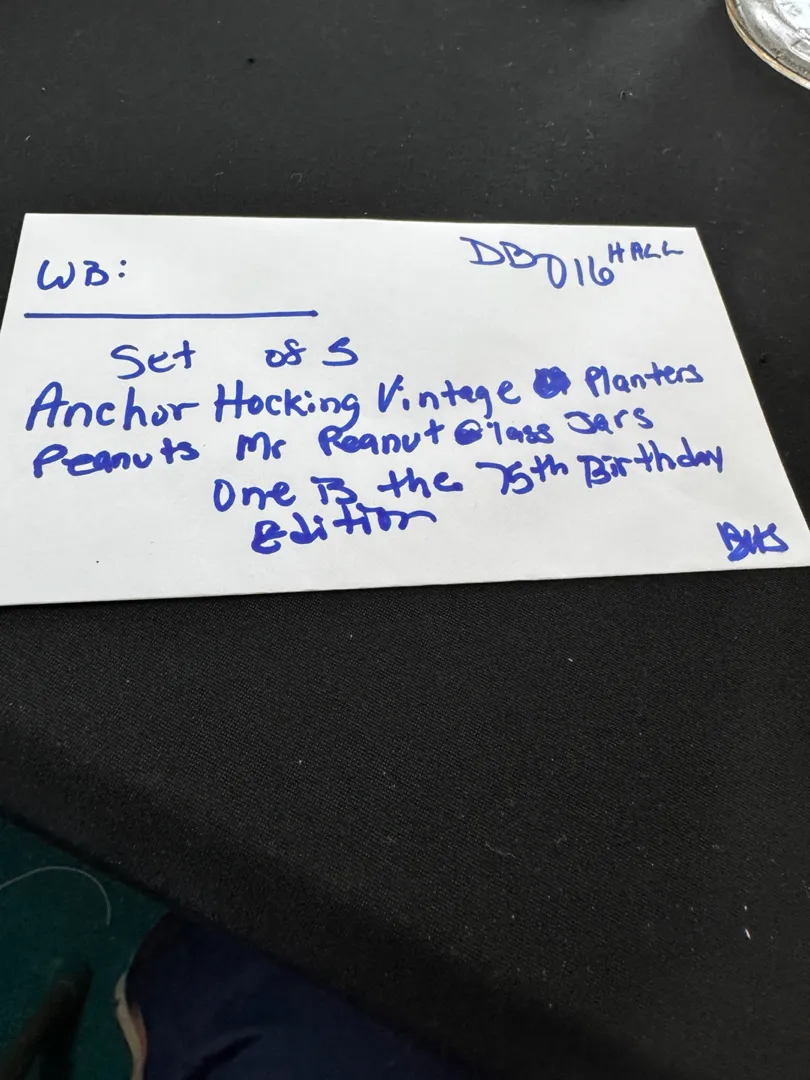 WB:
DB016 HALL
Set of 5
Anchor Hocking Vintage Planters
Peanuts Mr Peanut Glass Jars
One is the 75th Birthday
Edition